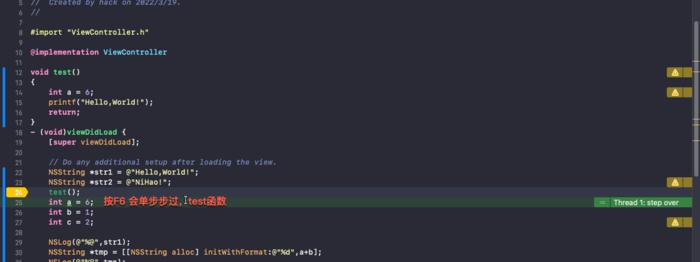 5 // Created by hack on 2022/3/19.
6 //
7
8 #import "ViewController.h"
9
10 @implementation ViewController
11
12 void test()
13 {
14 int a = 6;
15 printf("Hello,World!");
16 return;
17 }
18 - (void)viewDidLoad {
19 [super viewDidLoad];
20
21 // Do any additional setup after loading the view.
22 NSString *str1 = @"Hello,World!";
23 NSString *str2 = @"NiHao!";
24 test();
25 int a = 6; 按F6 会单步步过，test函数 = Thread 1: step over
26 int b = 1;
27 int c = 2;
28
29 NSLog(@"%@",str1);
30 NSString *tmp = [[NSString alloc] initWithFormat:@"%d",a+b];
31 NSLog(@"%@",tmp);